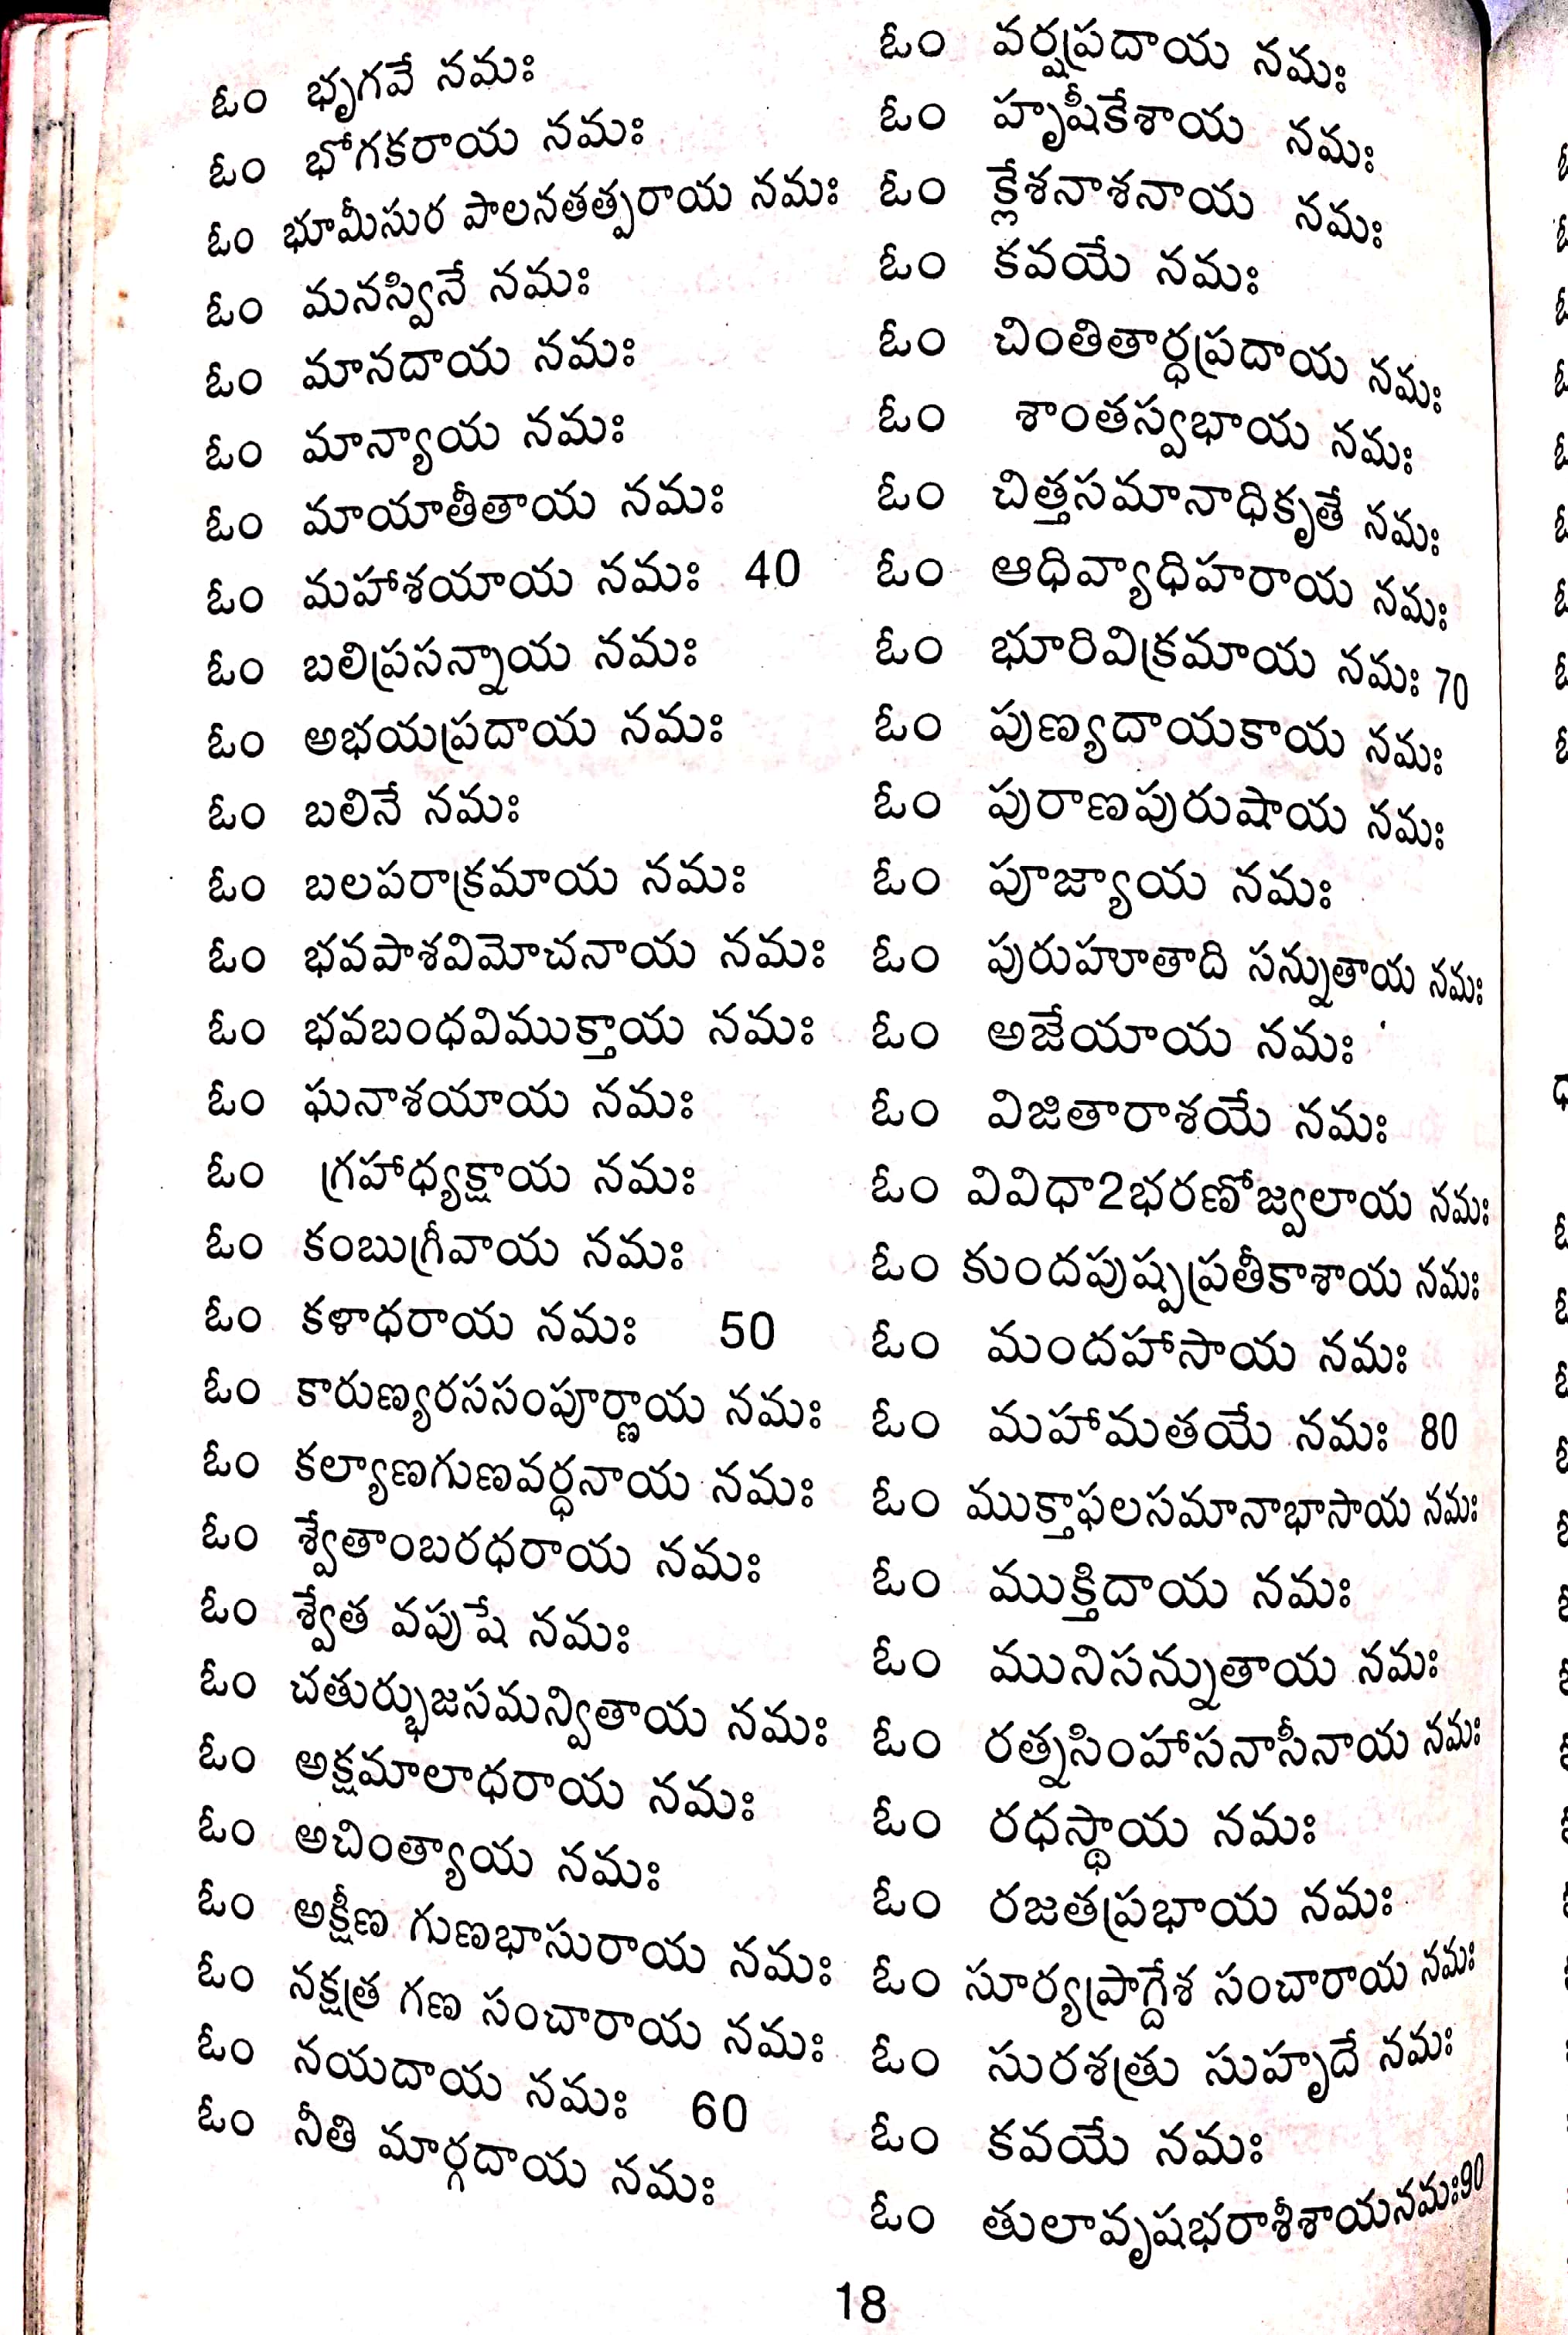 ఓం భృగవే నమః
ఓం భోగకరాయ నమః
ఓం భూమీసుర పాలనతత్పరాయ నమః
ఓం మనస్వినే నమః
ఓం మానదాయ నమః
ఓం మాన్యాయ నమః
ఓం మాయాతీతాయ నమః
ఓం మహాశయాయ నమః 40
ఓం బలిప్రసన్నాయ నమః
ఓం అభయప్రదాయ నమః
ఓం బలినే నమః
ఓం బలపరాక్రమాయ నమః
ఓం భవపాశవిమోచనాయ నమః
ఓం భవబంధవిముక్తాయ నమః
ఓం ఘనాశయాయ నమః
ఓం గ్రహాధ్యక్షాయ నమః
ఓం కంబుగ్రీవాయ నమః
ఓం కళాధరాయ నమః 50
ఓం కారుణ్యరససంపూర్ణాయ నమః
ఓం కల్యాణగుణవర్ధనాయ నమః
ఓం శ్వేతాంబరధరాయ నమః
ఓం శ్వేత వపుషే నమః
ఓం చతుర్భుజసమన్వితాయ నమః
ఓం అక్షమాలాధరాయ నమః
ఓం అచింత్యాయ నమః
ఓం అక్షీణ గుణభాసురాయ నమః
ఓం నక్షత్ర గణ సంచారాయ నమః
ఓం నయదాయ నమః 60
ఓం నీతి మార్గదాయ నమః
ఓం వర్షప్రదాయ నమః
ఓం హృషీకేశాయ నమః
ఓం క్లేశనాశనాయ నమః
ఓం కవయే నమః
ఓం చింతితార్ధప్రదాయ నమః
ఓం శాంతస్వభాయ నమః
ఓం చిత్తసమానాధికృతే నమః
ఓం ఆధివ్యాధిహరాయ నమః
ఓం భూరివిక్రమాయ నమః 70
ఓం పుణ్యదాయకాయ నమః
ఓం పురాణపురుషాయ నమః
ఓం పూజ్యాయ నమః
ఓం పురుహూతాది సన్నుతాయ నమః
ఓం అజేయాయ నమః
ఓం విజితారాశయే నమః
ఓం వివిధా2భరణోజ్వలాయ నమః
ఓం కుందపుష్పప్రతీకాశాయ నమః
ఓం మందహాసాయ నమః
ఓం మహామతయే నమః 80
ఓం ముక్తాఫలసమానాభాసాయ నమః
ఓం ముక్తిదాయ నమః
ఓం మునిసన్నుతాయ నమః
ఓం రత్నసింహాసనాసీనాయ నమః
ఓం రధస్థాయ నమః
ఓం రజతప్రభాయ నమః
ఓం సూర్యప్రాగ్దేశ సంచారాయ నమః
ఓం సురశత్రు సుహృదే నమః
ఓం కవయే నమః
ఓం తులావృషభరాశీశాయనమః90
18